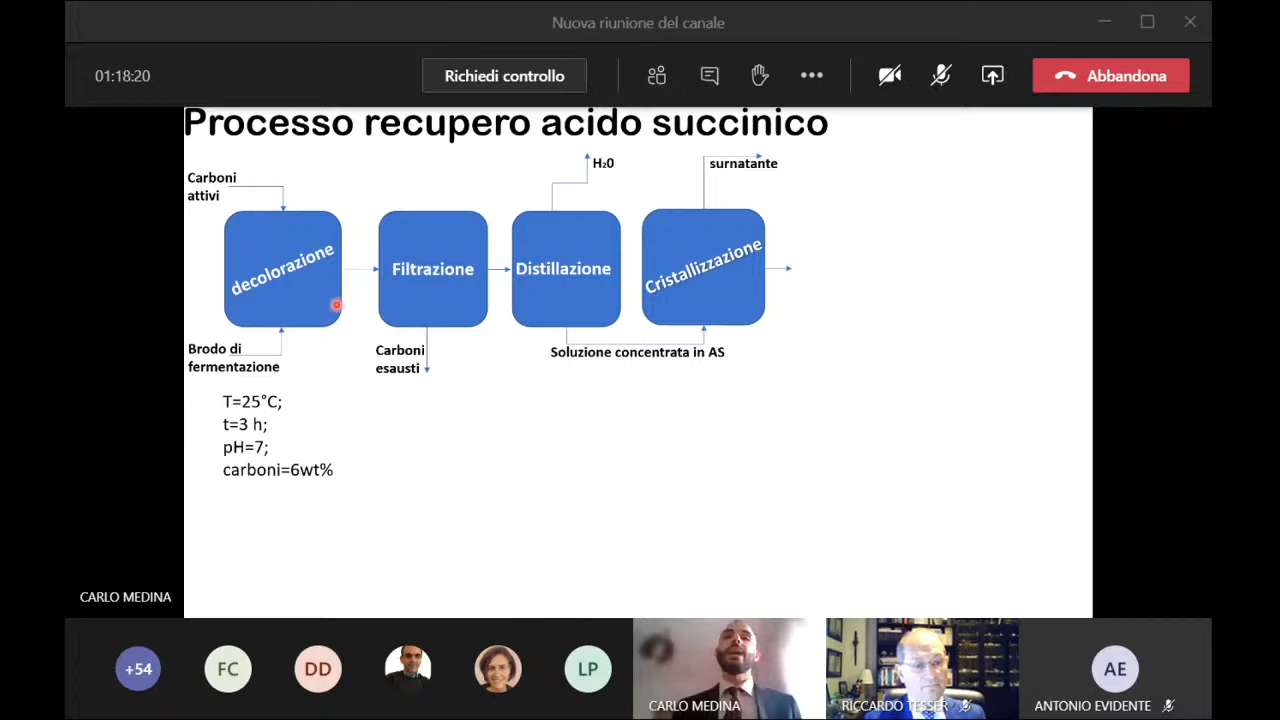 Nuova riunione del canale
01:18:20
Richiedi controllo
Abbandona
Processo recupero acido succinico
H₂0
surnatante
Carboni
attivi
decolorazione
Filtrazione
Distillazione
Cristallizzazione
Brodo di
fermentazione
Carboni
esausti
Soluzione concentrata in AS
T=25°C;
t=3 h;
pH=7;
carboni=6wt%
CARLO MEDINA
+54
FC
DD
LP
AE
CARLO MEDINA
RICCARDO TESSER
ANTONIO EVIDENTE